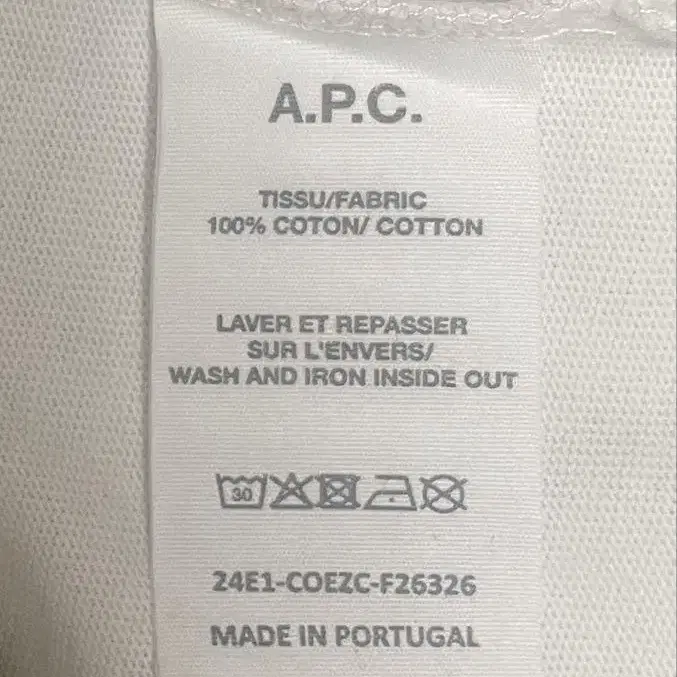 A.P.C.
TISSU/FABRIC
100% COTON/ COTTON
LAVER ET REPASSER
SUR L'ENVERS/
WASH AND IRON INSIDE OUT
30
24E1-COEZC-F26326
MADE IN PORTUGAL